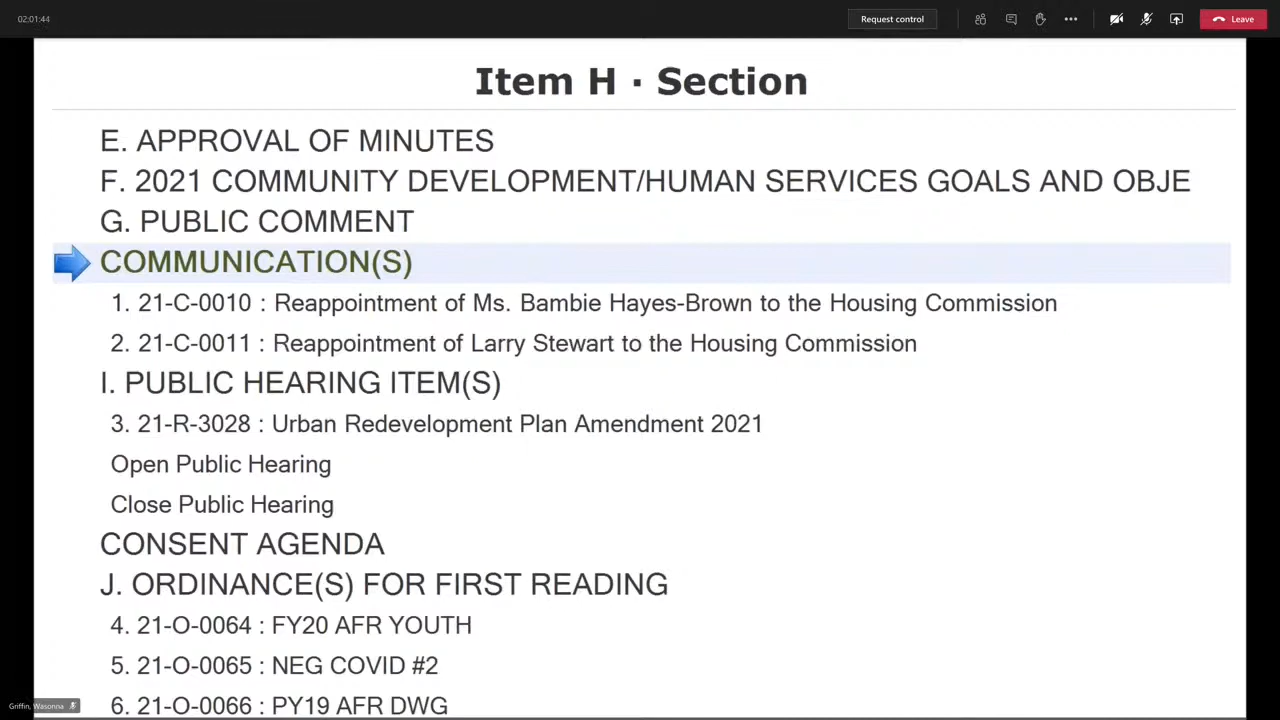 02:01:44
Request control
Leave
Item H · Section
E. APPROVAL OF MINUTES
F. 2021 COMMUNITY DEVELOPMENT/HUMAN SERVICES GOALS AND OBJE
G. PUBLIC COMMENT
COMMUNICATION(S)
1. 21-C-0010 : Reappointment of Ms. Bambie Hayes-Brown to the Housing Commission
2. 21-C-0011 : Reappointment of Larry Stewart to the Housing Commission
I. PUBLIC HEARING ITEM(S)
3. 21-R-3028 : Urban Redevelopment Plan Amendment 2021
Open Public Hearing
Close Public Hearing
CONSENT AGENDA
J. ORDINANCE(S) FOR FIRST READING
4. 21-O-0064 : FY20 AFR YOUTH
5. 21-O-0065 : NEG COVID #2
6. 21-O-0066 : PY19 AFR DWG
Griffin, Wasonna